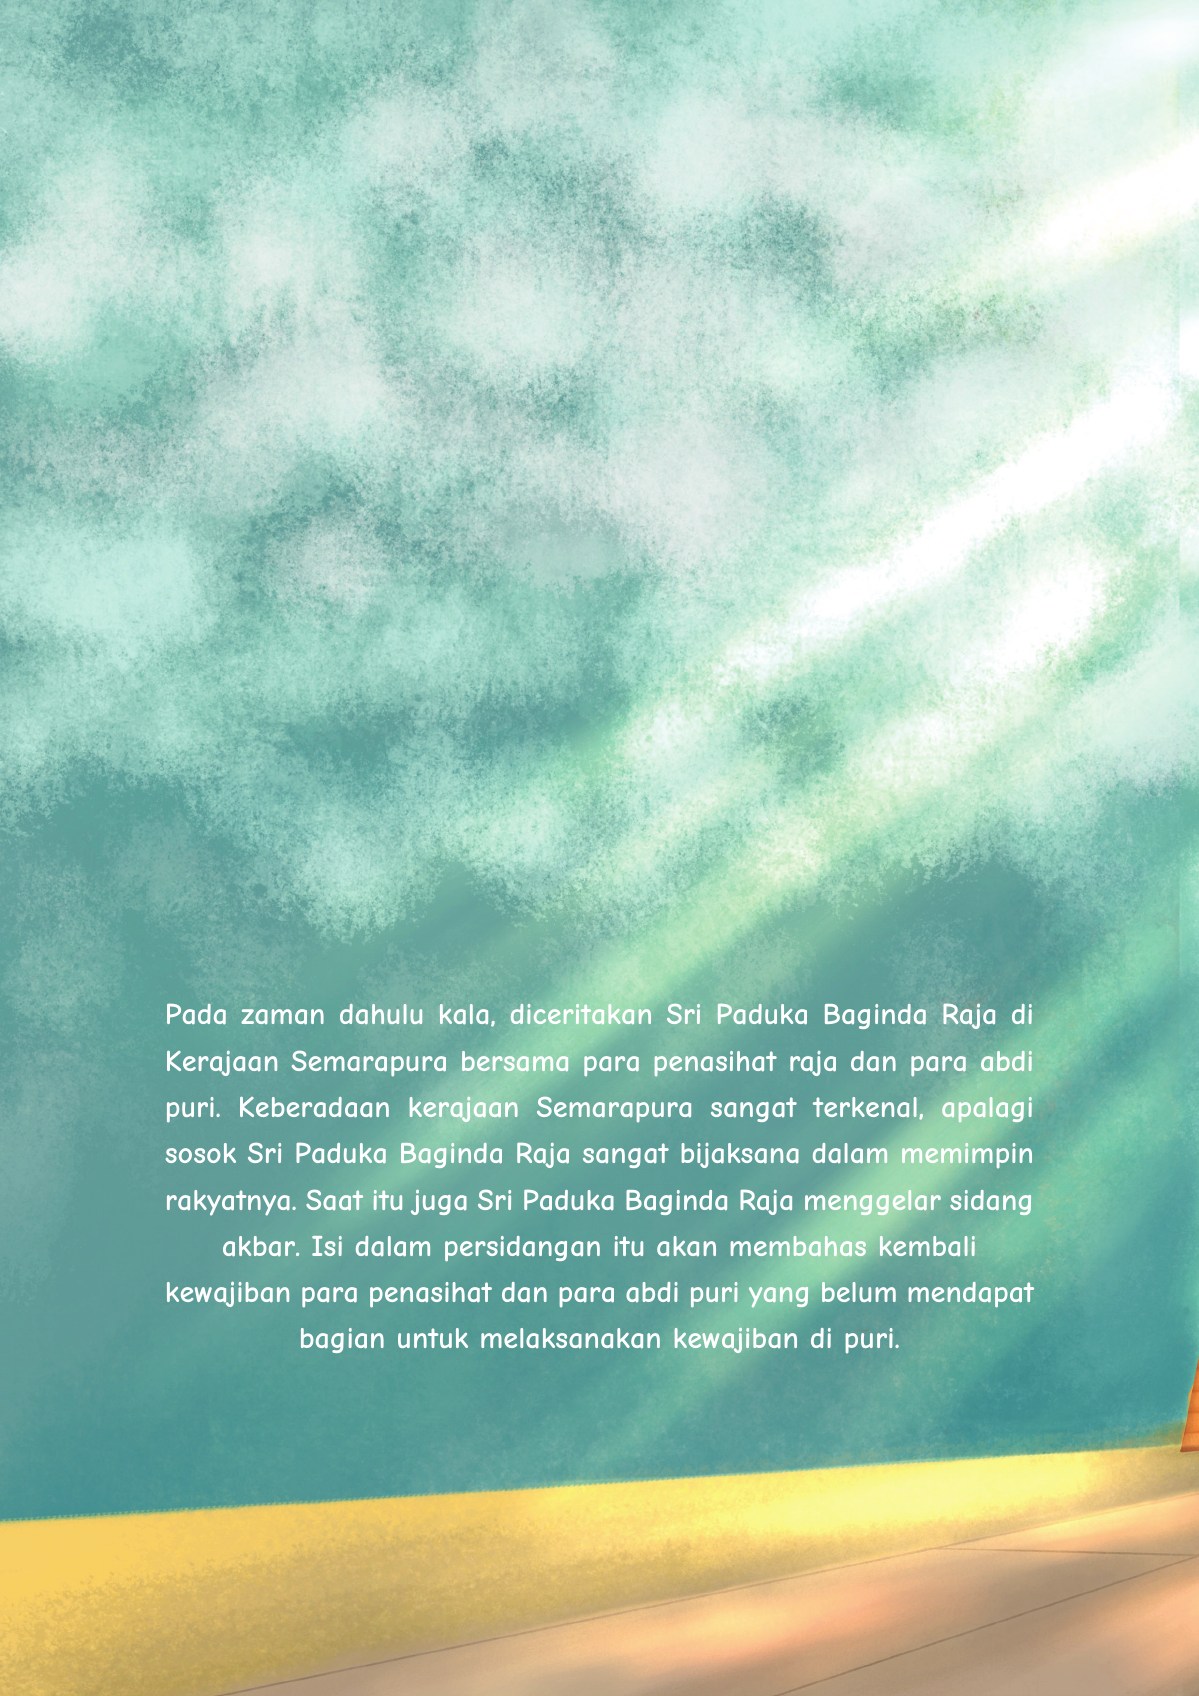 Pada zaman dahulu kala, diceritakan Sri Paduka Baginda Raja di
Kerajaan Semarapura bersama para penasihat raja dan para abdi
puri. Keberadaan kerajaan Semarapura sangat terkenal, apalagi
sosok Sri Paduka Baginda Raja sangat bijaksana dalam memimpin
rakyatnya. Saat itu juga Sri Paduka Baginda Raja menggelar sidang
akbar. Isi dalam persidangan itu akan membahas kembali
kewajiban para penasihat dan para abdi puri yang belum mendapat
bagian untuk melaksanakan kewajiban di puri.